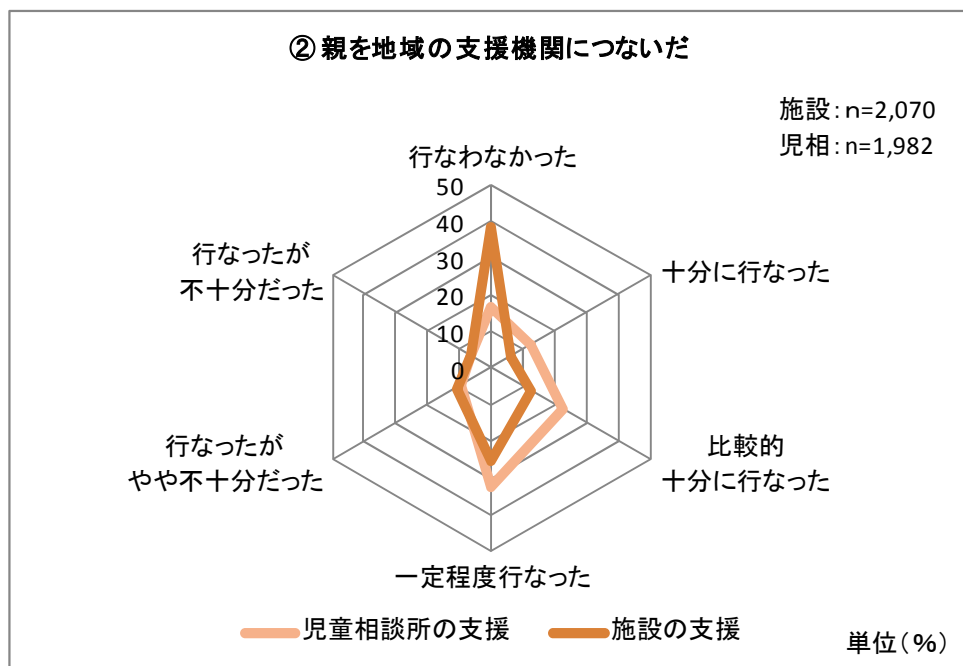 ② 親を地域の支援機関につないだ
施設：n=2,070
児相：n=1,982
行なわなかった
50
40
30
20
10
0
十分に行なった
比較的
十分に行なった
一定程度行なった
行なったが
やや不十分だった
行なったが
不十分だった
児童相談所の支援
施設の支援
単位（％）